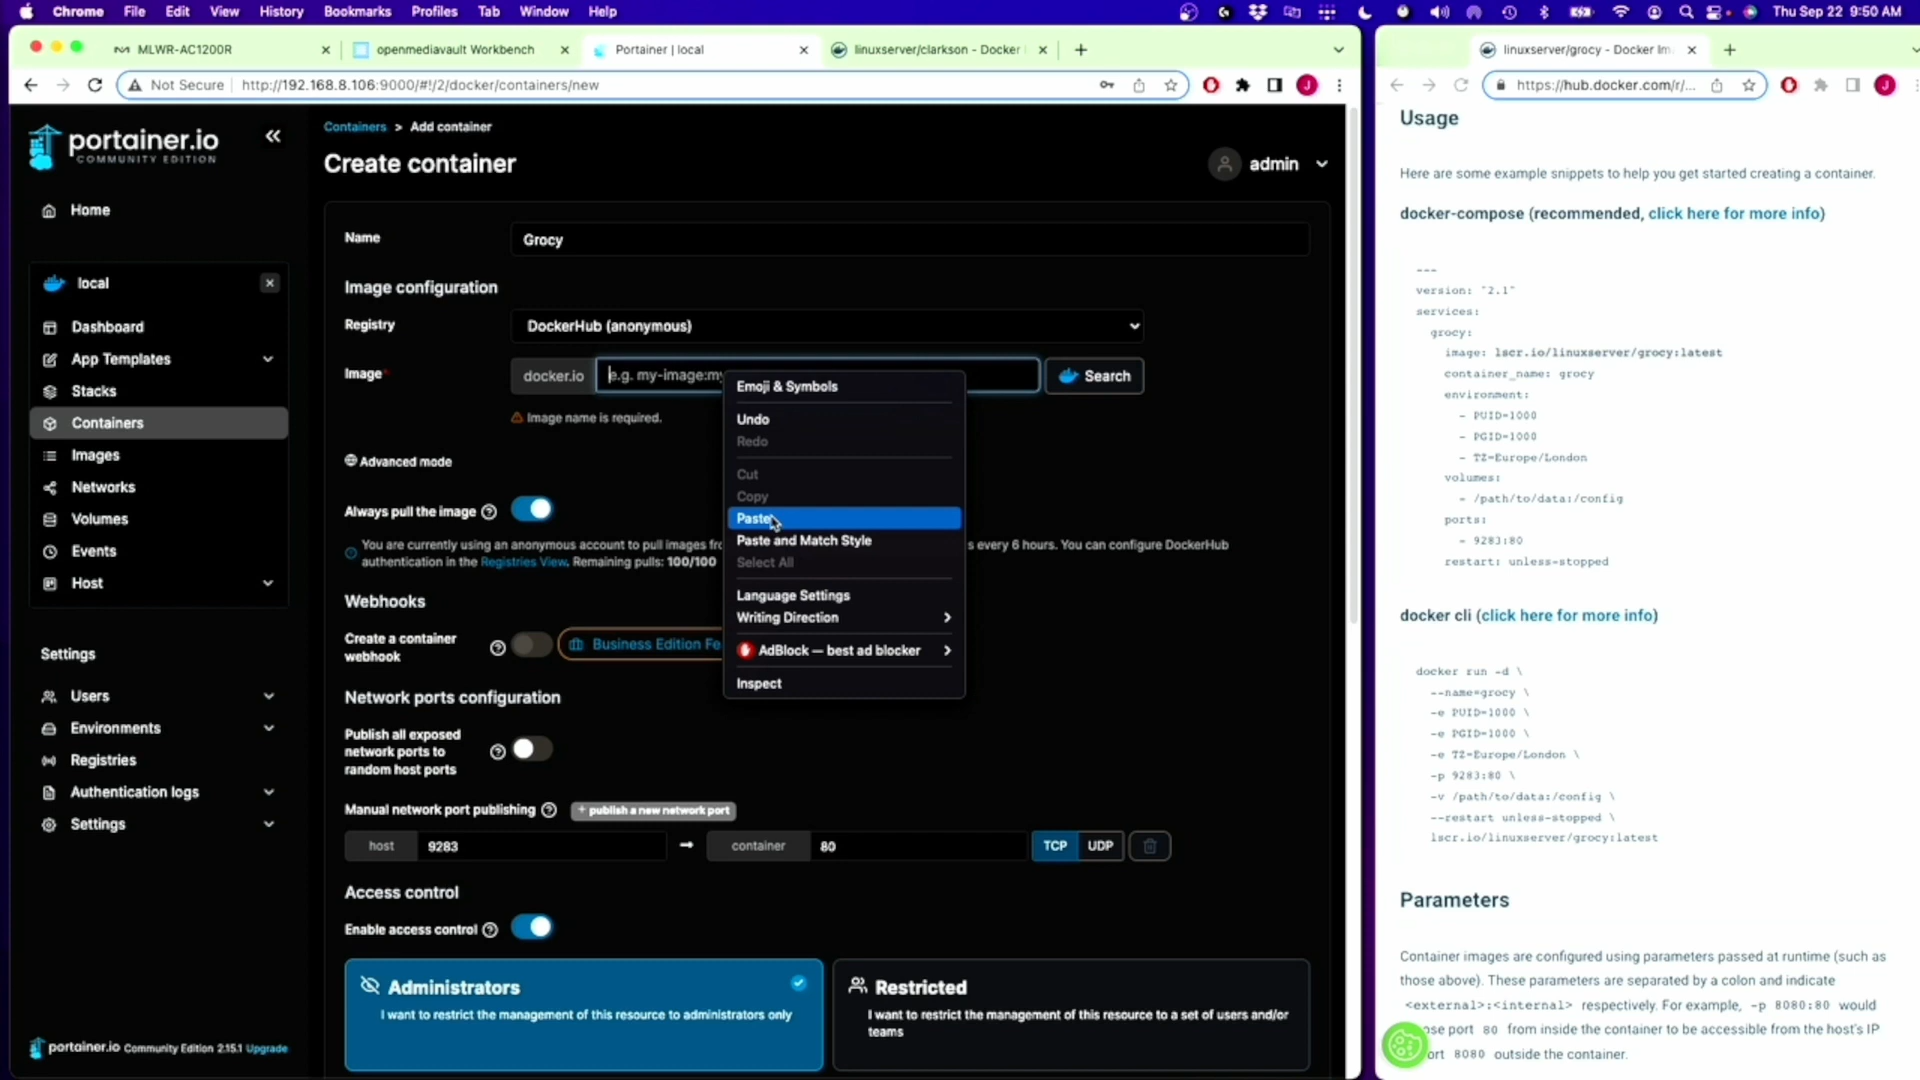 Chrome File Edit View History Bookmarks Profiles Tab Window Help
Thu Sep 22 9:50 AM
MLWR-AC1200R
openmediavault Workbench
Portainer | local
linuxserver/clarkson - Docker
Not Secure | http://192.168.8.106:9000/#!/2/docker/containers/new
J
portainer.io
COMMUNITY EDITION
Home
local
Dashboard
App Templates
Stacks
Containers
Images
Networks
Volumes
Events
Host
Settings
Users
Environments
Registries
Authentication logs
Settings
portainer.io Community Edition 2.15.1 Upgrade
Containers > Add container
Create container
admin
Name
Grocy
Image configuration
Registry
DockerHub (anonymous)
Image*
docker.io
e.g. my-image:my
Search
Image name is required.
Advanced mode
Always pull the image
You are currently using an anonymous account to pull images fro
s every 6 hours. You can configure DockerHub
authentication in the Registries View. Remaining pulls: 100/100
Webhooks
Create a container
webhook
Business Edition Fe
Network ports configuration
Publish all exposed
network ports to
random host ports
Manual network port publishing
+ publish a new network port
host
9283
container
80
TCP
UDP
Access control
Enable access control
Administrators
I want to restrict the management of this resource to administrators only
Restricted
I want to restrict the management of this resource to a set of users and/or
teams
Emoji & Symbols
Undo
Redo
Cut
Copy
Paste
Paste and Match Style
Select All
Language Settings
Writing Direction
AdBlock — best ad blocker
Inspect
linuxserver/grocy - Docker Im
https://hub.docker.com/r/...
J
Usage
Here are some example snippets to help you get started creating a container.
docker-compose (recommended, click here for more info)
---
version: "2.1"
services:
grocy:
image: lscr.io/linuxserver/grocy:latest
container_name: grocy
environment:
- PUID=1000
- PGID=1000
- TZ=Europe/London
volumes:
- /path/to/data:/config
ports:
- 9283:80
restart: unless-stopped
docker cli (click here for more info)
docker run -d \
--name=grocy \
-e PUID=1000 \
-e PGID=1000 \
-e TZ=Europe/London \
-p 9283:80 \
-v /path/to/data:/config \
--restart unless-stopped \
lscr.io/linuxserver/grocy:latest
Parameters
Container images are configured using parameters passed at runtime (such as
those above). These parameters are separated by a colon and indicate
<external>:<internal> respectively. For example, -p 8080:80 would
ose port 80 from inside the container to be accessible from the host's IP
ort 8080 outside the container.